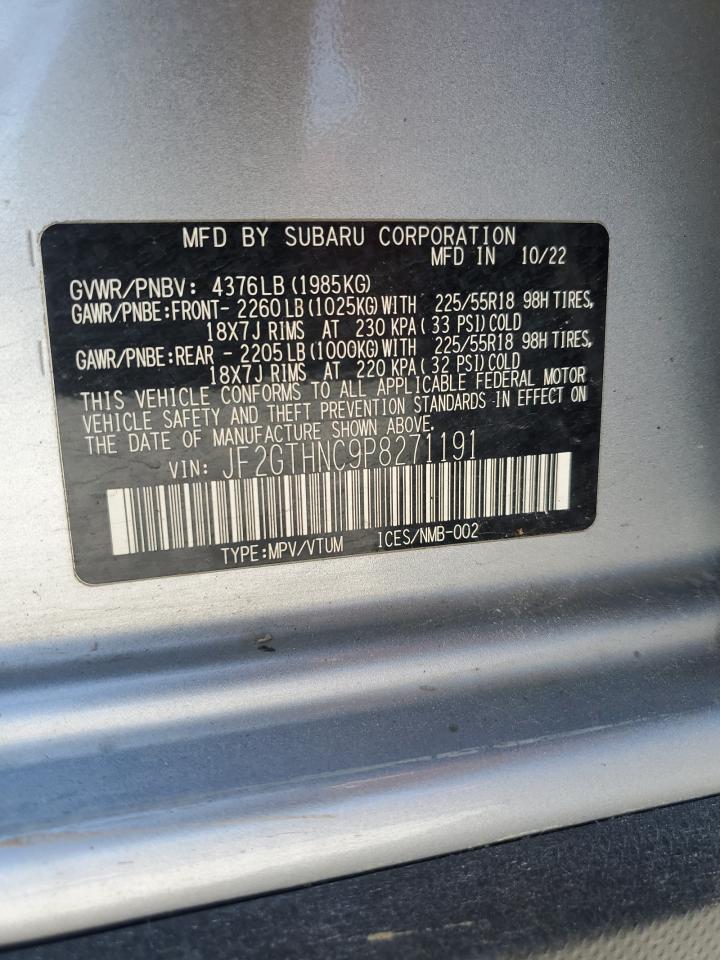 MFD BY SUBARU CORPORATION
MFD IN 10/22
GVWR/PNBV: 4376LB (1985KG)
GAWR/PNBE:FRONT- 2260LB (1025KG) WITH 225/55R18 98H TIRES,
18X7J RIMS AT 230 KPA ( 33 PSI) COLD
GAWR/PNBE:REAR - 2205LB (1000KG) WITH 225/55R18 98H TIRES,
18X7J RIMS AT 220 KPA ( 32 PSI) COLD
THIS VEHICLE CONFORMS TO ALL APPLICABLE FEDERAL MOTOR
VEHICLE SAFETY AND THEFT PREVENTION STANDARDS IN EFFECT ON
THE DATE OF MANUFACTURE SHOWN ABOVE.
VIN: JF2GTHNC9P8271191
TYPE:MPV/VTUM ICES/NMB-002